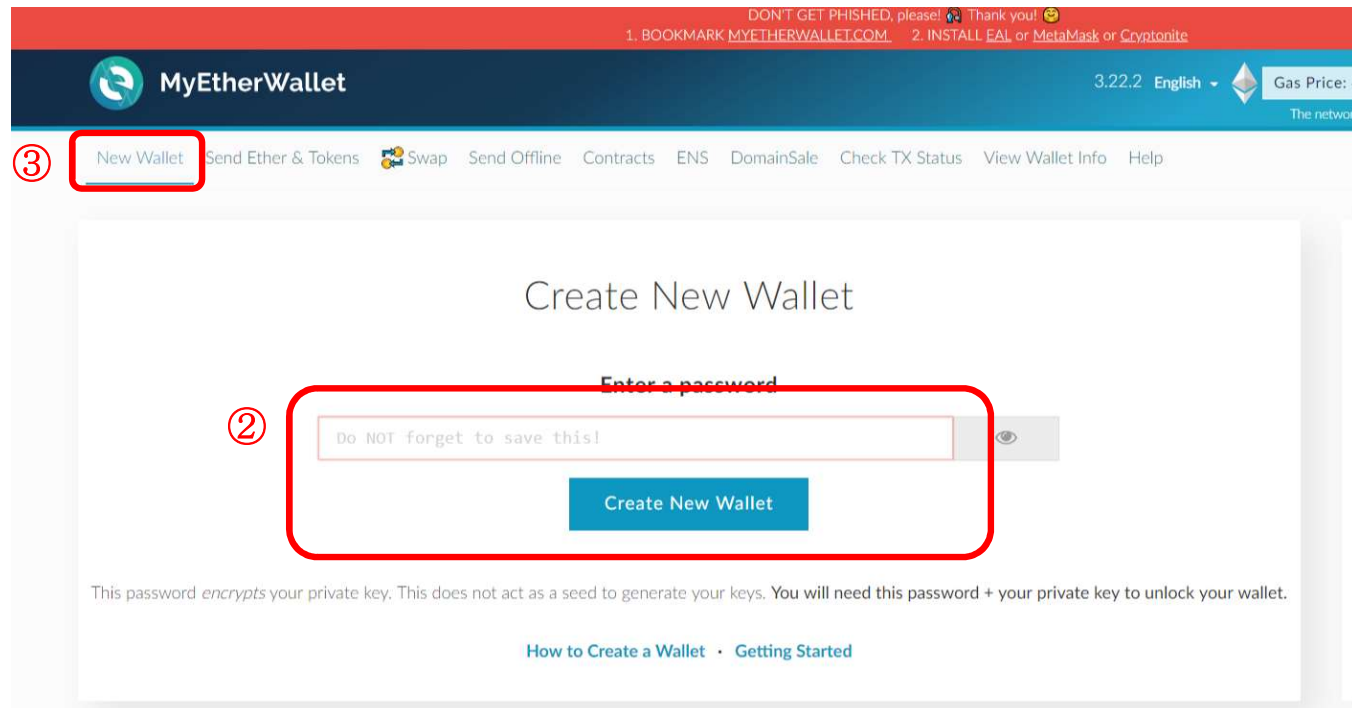 DON'T GET PHISHED, please! Thank you!
1. BOOKMARK MYETHERWALLET.COM 2. INSTALL EAL or MetaMask or Cryptonite
MyEtherWallet
3.22.2 English
Gas Price:
The networ
③
New Wallet Send Ether & Tokens Swap Send Offline Contracts ENS DomainSale Check TX Status View Wallet Info Help
Create New Wallet
Enter a password
②
Do NOT forget to save this!
Create New Wallet
This password encrypts your private key. This does not act as a seed to generate your keys. You will need this password + your private key to unlock your wallet.
How to Create a Wallet · Getting Started